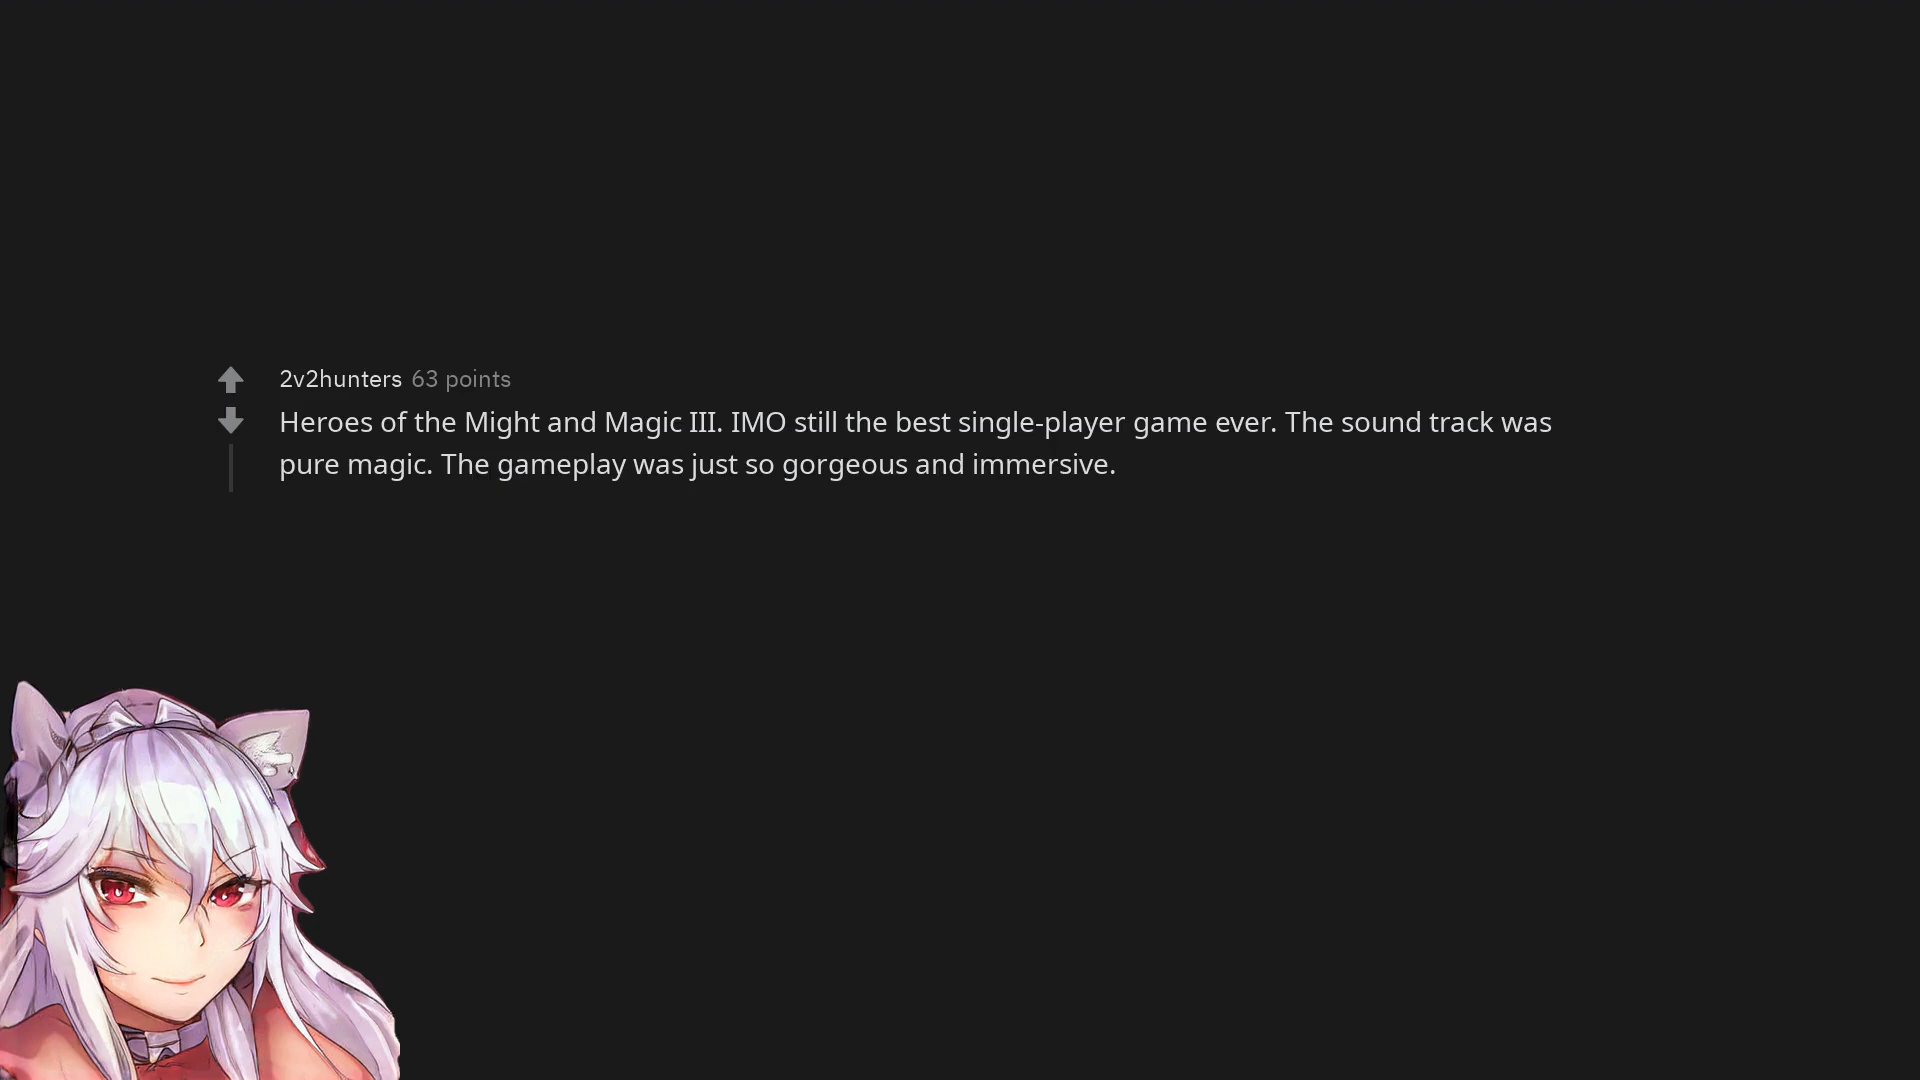 2v2hunters 63 points
Heroes of the Might and Magic III. IMO still the best single-player game ever. The sound track was
pure magic. The gameplay was just so gorgeous and immersive.